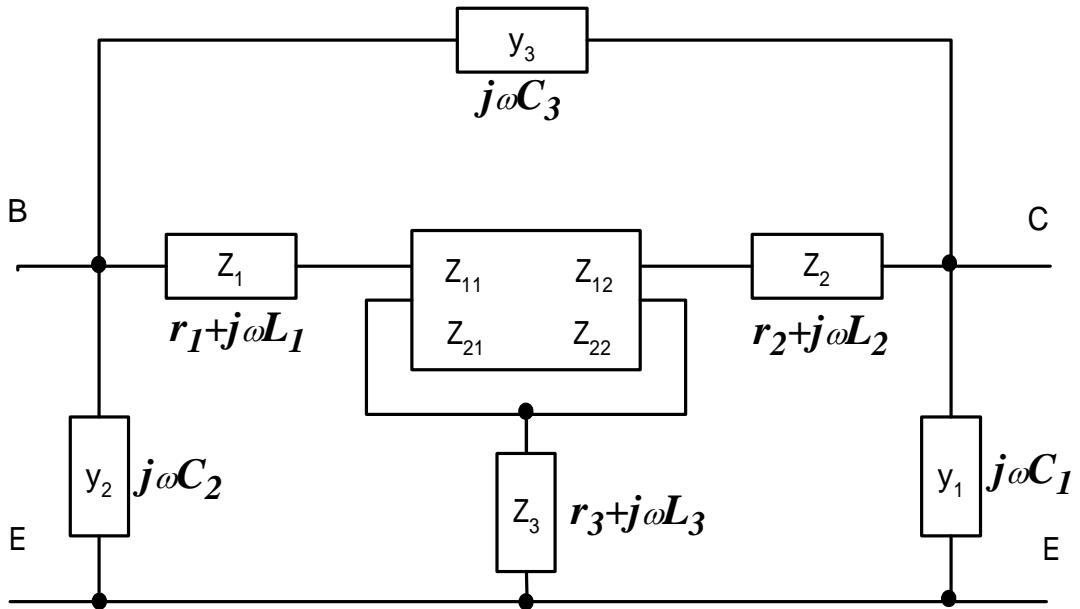 y₃
jωC₃
B
C
Z₁
Z₁₁ Z₁₂
Z₂
r₁+jωL₁
Z₂₁ Z₂₂
r₂+jωL₂
y₂
jωC₂
Z₃
r₃+jωL₃
y₁
jωC₁
E
E